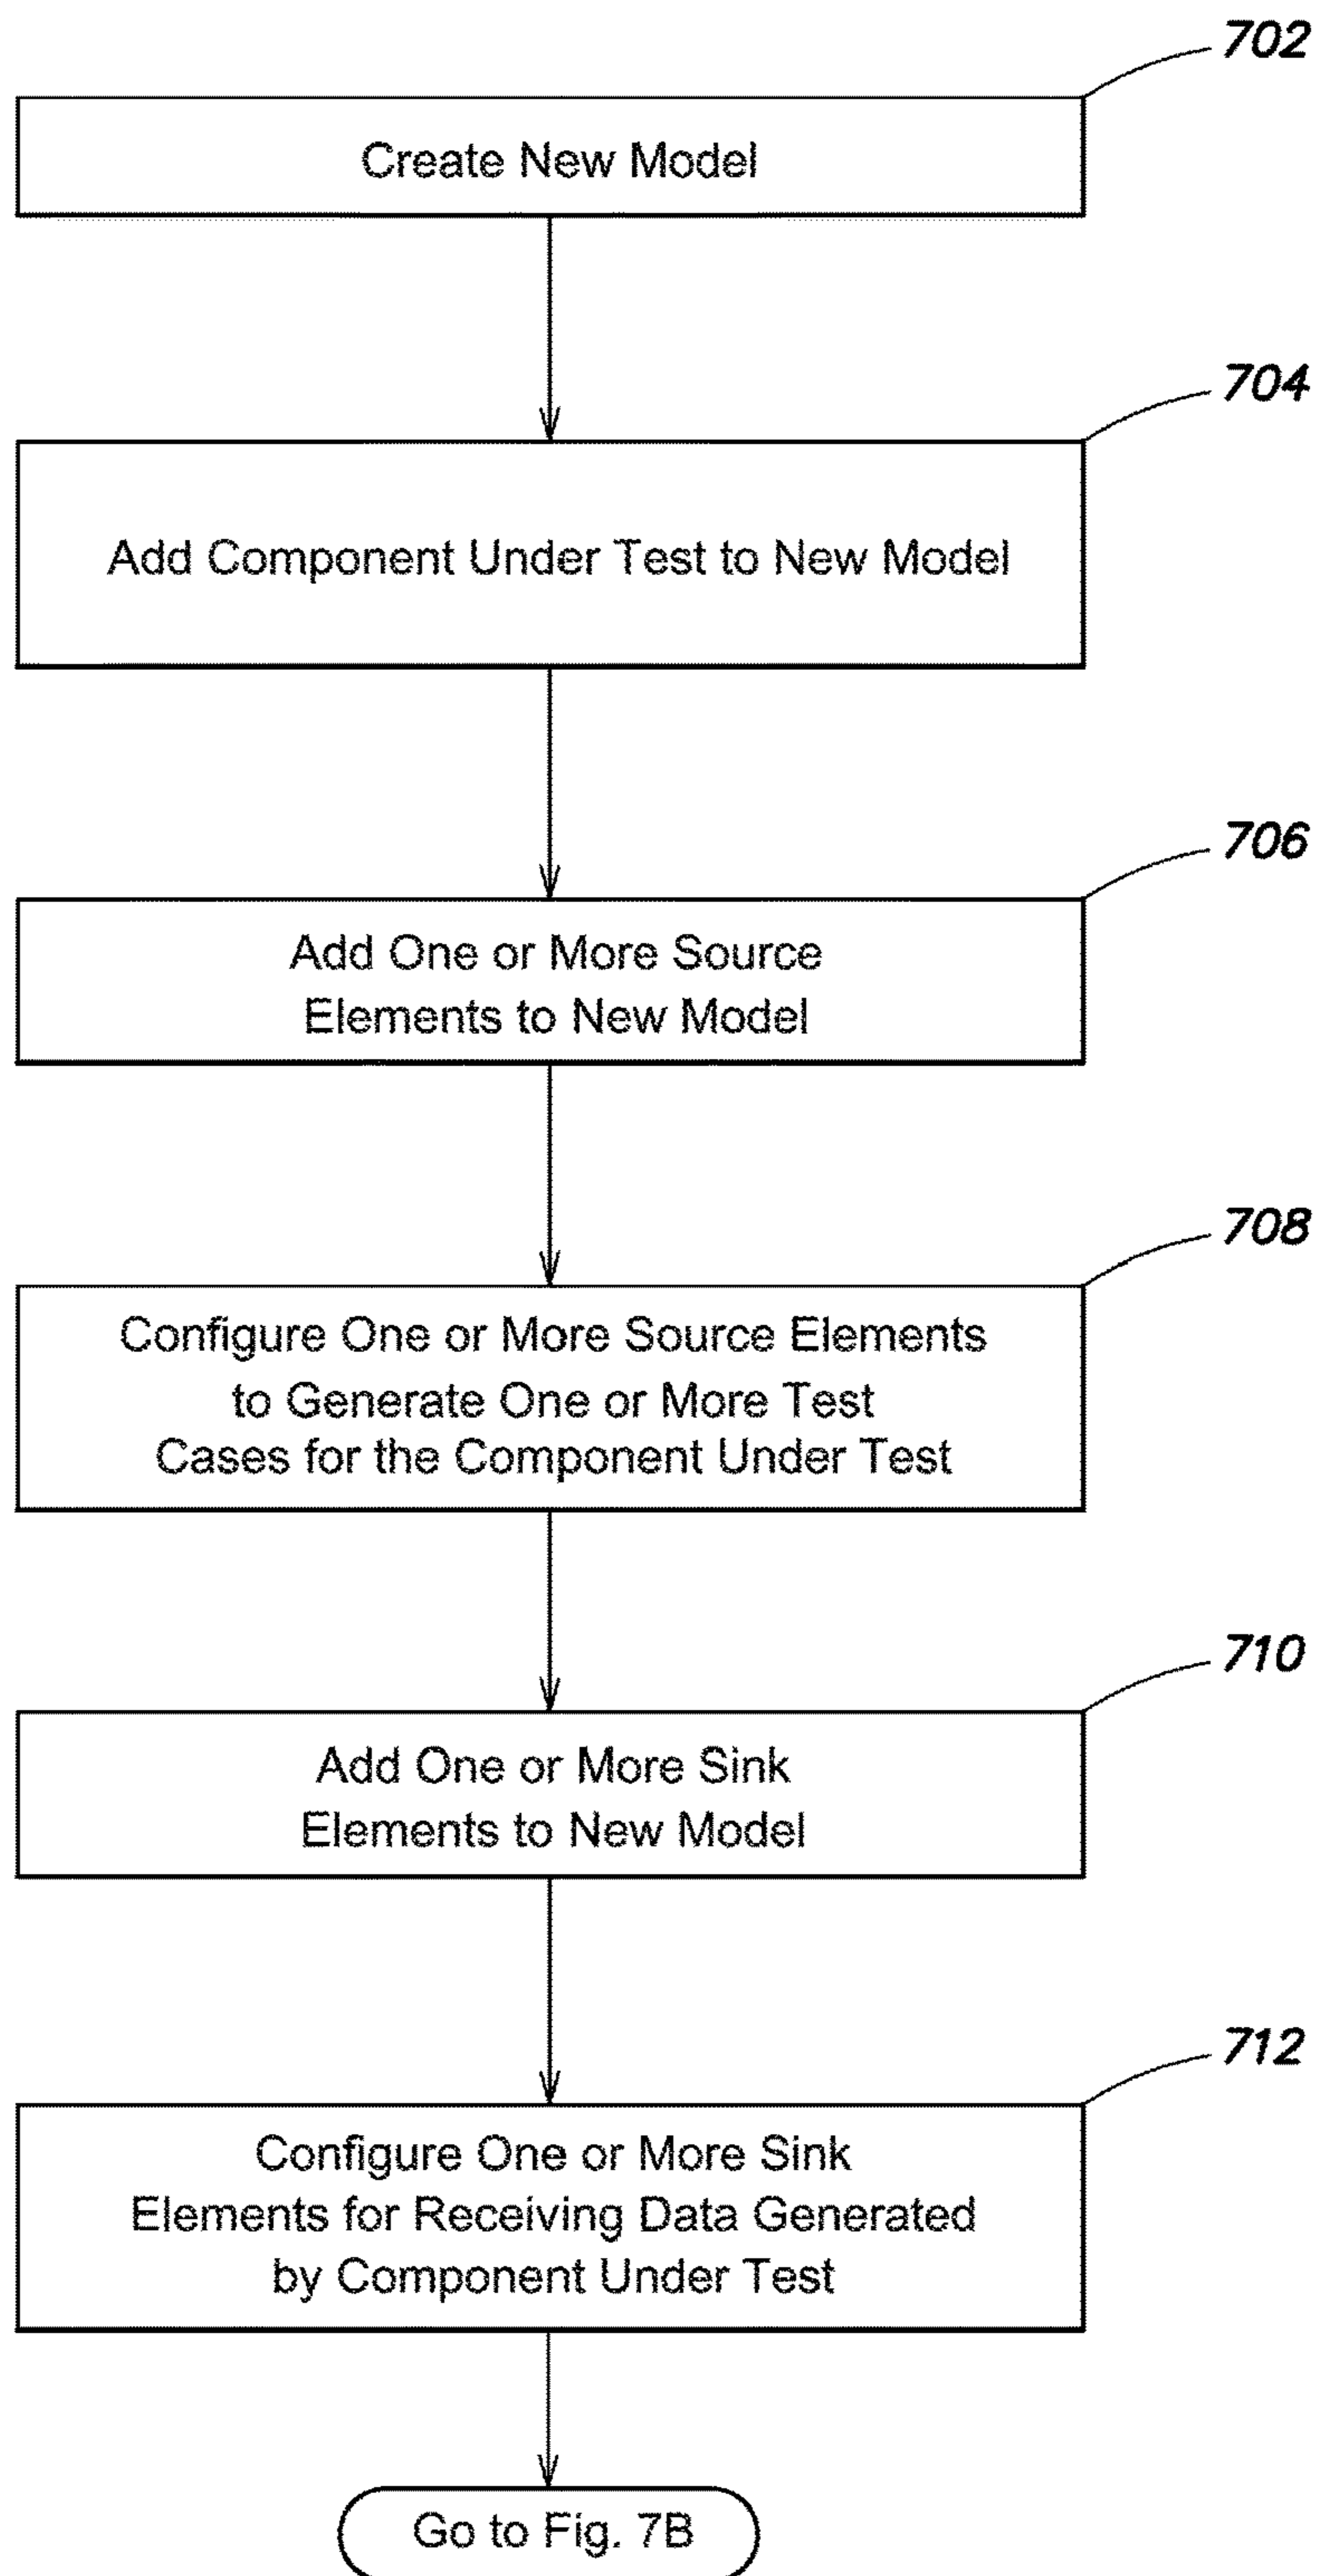 702
Create New Model
704
Add Component Under Test to New Model
706
Add One or More Source
Elements to New Model
708
Configure One or More Source Elements
to Generate One or More Test
Cases for the Component Under Test
710
Add One or More Sink
Elements to New Model
712
Configure One or More Sink
Elements for Receiving Data Generated
by Component Under Test
Go to Fig. 7B